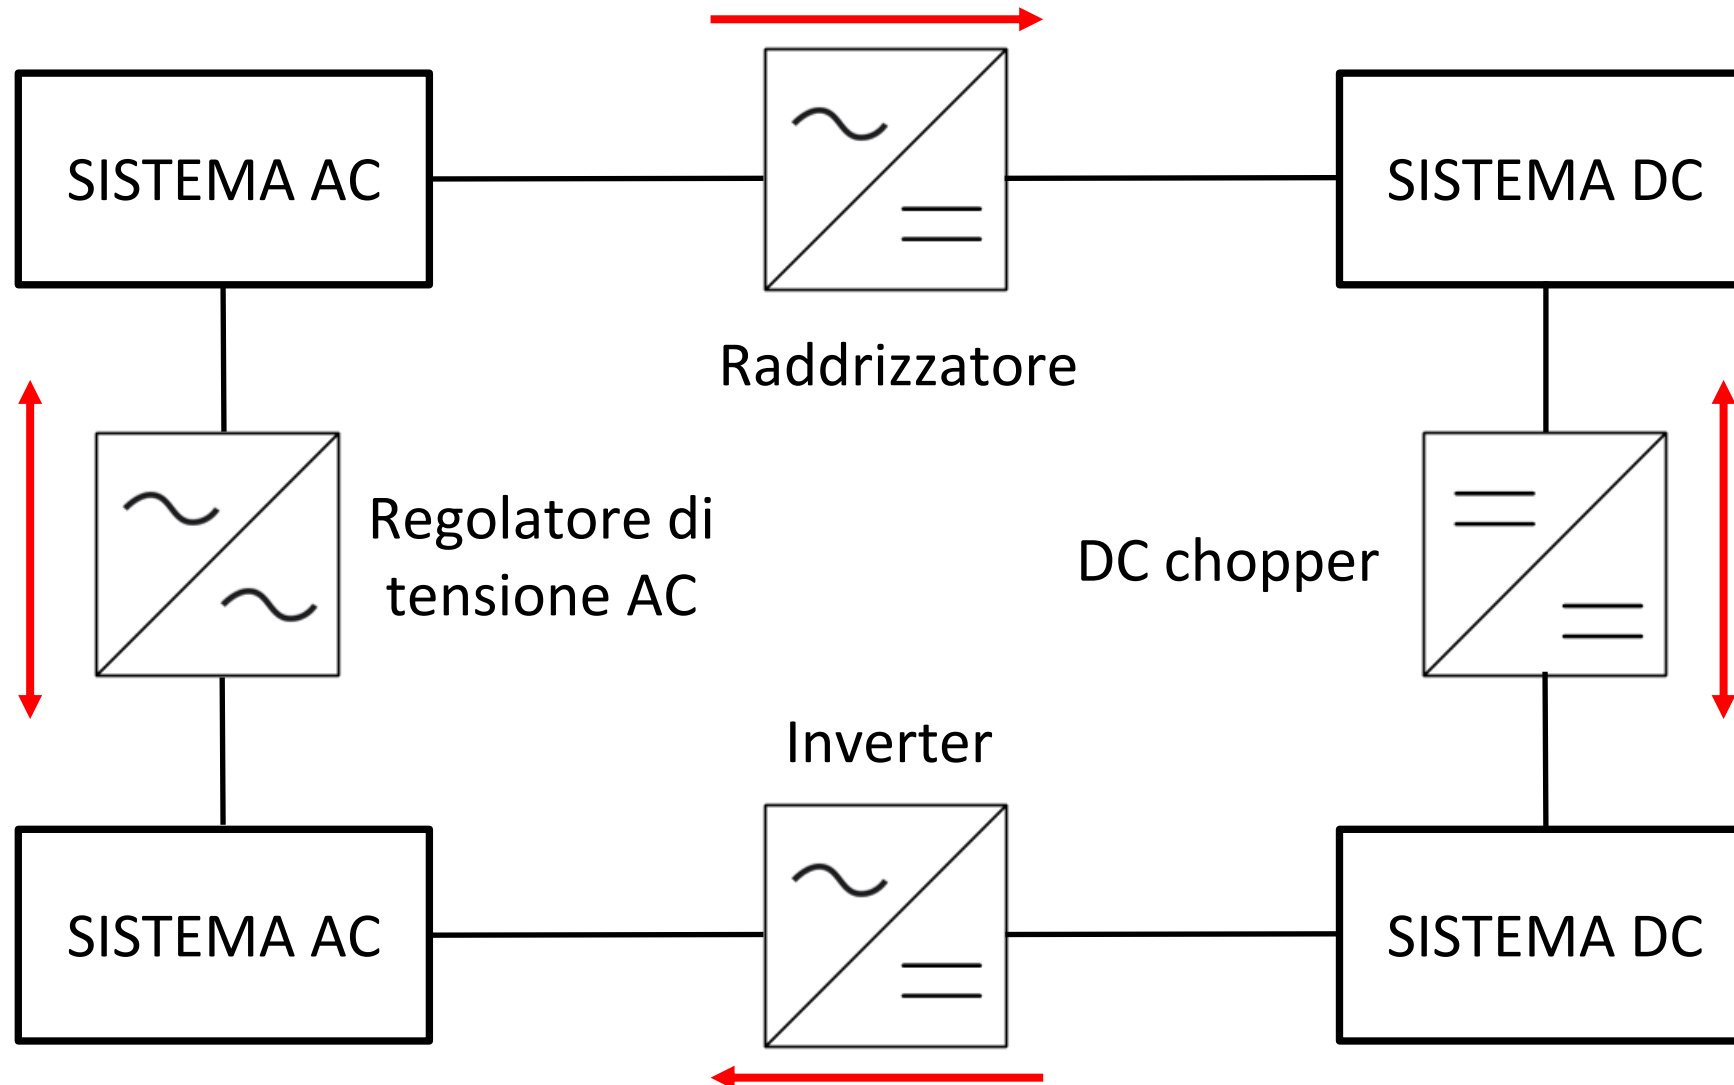 SISTEMA AC
SISTEMA DC
Raddrizzatore
Regolatore di
tensione AC
DC chopper
Inverter
SISTEMA AC
SISTEMA DC